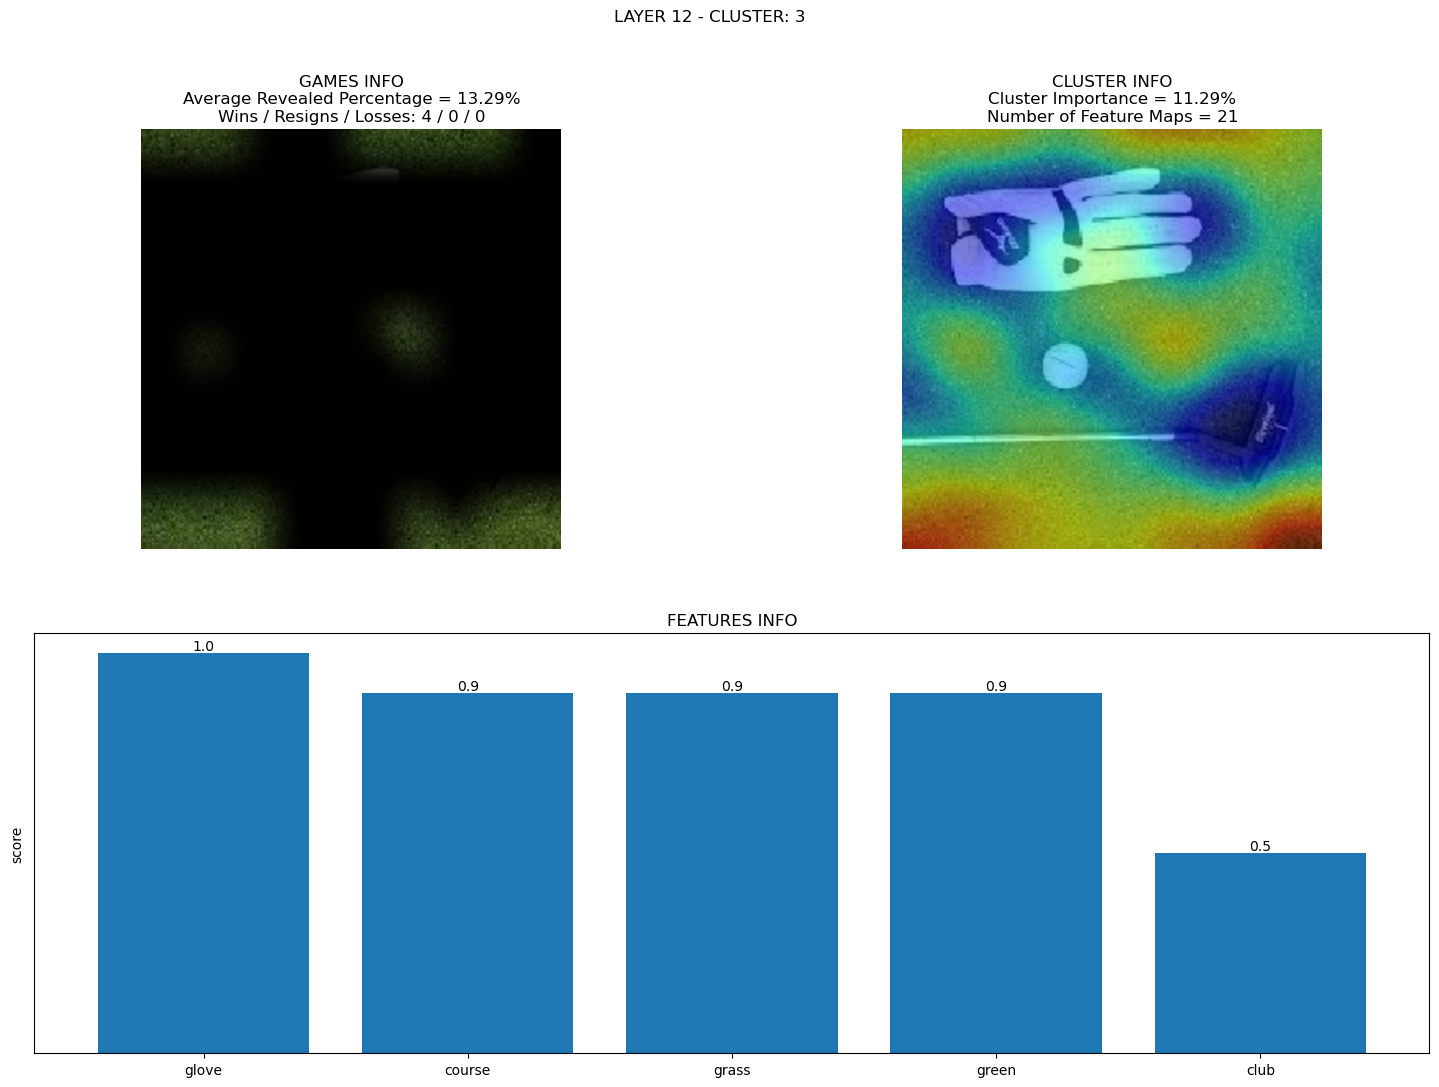 LAYER 12 - CLUSTER: 3
GAMES INFO
Average Revealed Percentage = 13.29%
Wins / Resigns / Losses: 4 / 0 / 0
CLUSTER INFO
Cluster Importance = 11.29%
Number of Feature Maps = 21
FEATURES INFO
score
1.0
0.9
0.9
0.9
0.5
glove
course
grass
green
club